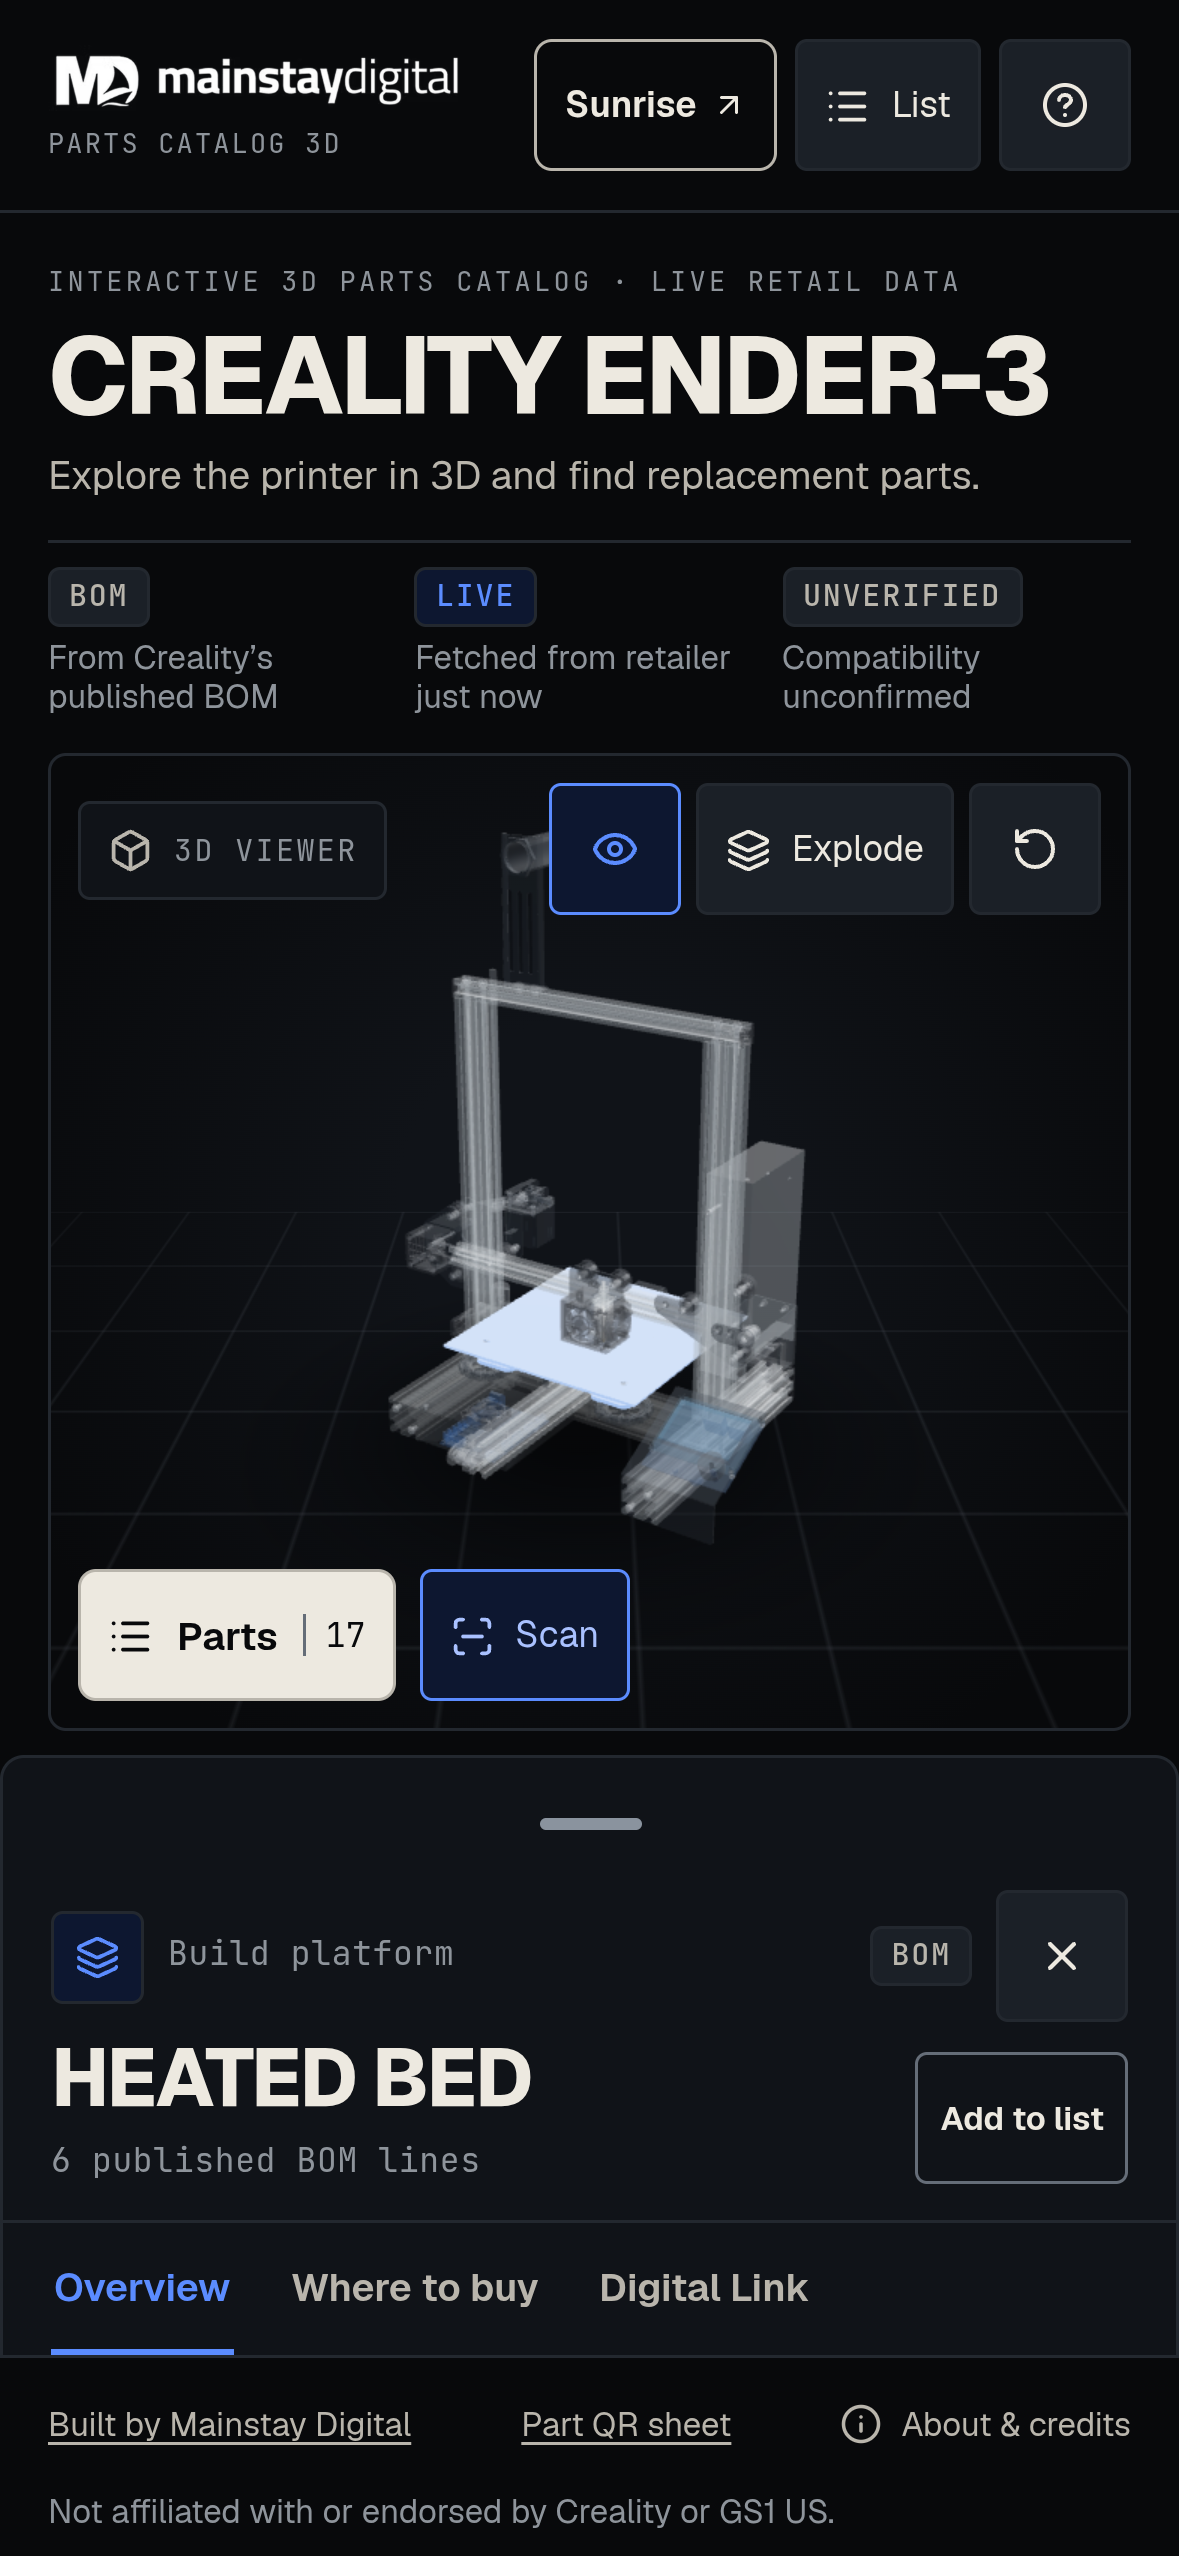 MD mainstaydigital
PARTS CATALOG 3D
Sunrise
List
INTERACTIVE 3D PARTS CATALOG · LIVE RETAIL DATA
CREALITY ENDER-3
Explore the printer in 3D and find replacement parts.
BOM
From Creality’s
published BOM
LIVE
Fetched from retailer
just now
UNVERIFIED
Compatibility
unconfirmed
3D VIEWER
Explode
Parts | 17
Scan
Build platform
BOM
HEATED BED
6 published BOM lines
Add to list
Overview
Where to buy
Digital Link
Built by Mainstay Digital
Part QR sheet
About & credits
Not affiliated with or endorsed by Creality or GS1 US.